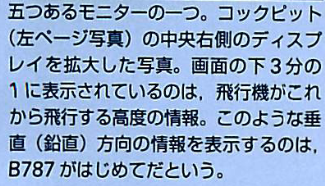 五つあるモニターの一つ。コックピット
（左ページ写真）の中央右側のディスプ
レイを拡大した写真。画面の下3分の
1に表示されているのは，飛行機がこれ
から飛行する高度の情報。このような垂
直（鉛直）方向の情報を表示するのは，
B787がはじめてだという。